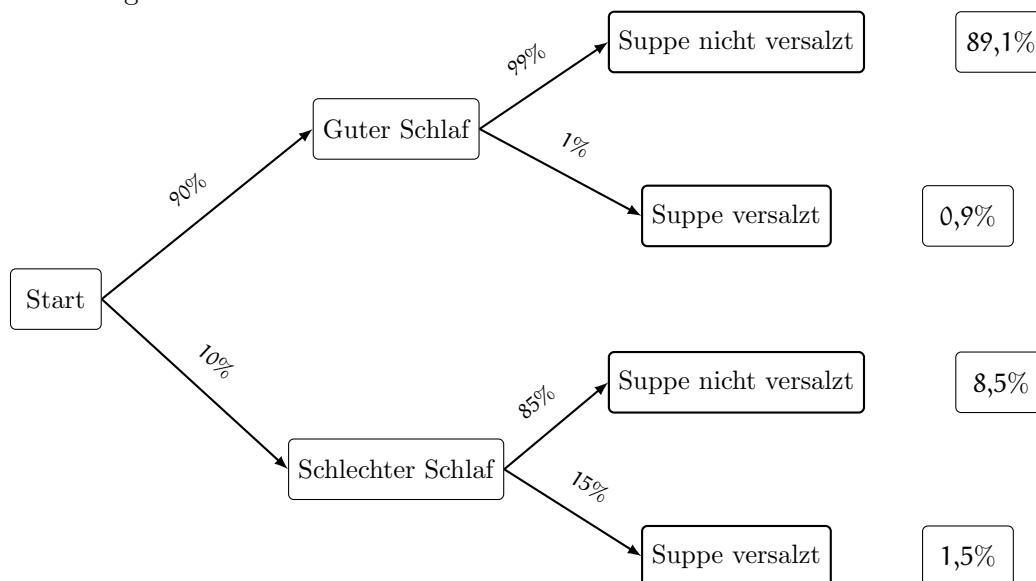 Suppe nicht versalzt 89,1%
99%
Guter Schlaf
1%
90%
Suppe versalzt 0,9%
Start
10%
Suppe nicht versalzt 8,5%
85%
Schlechter Schlaf
15%
Suppe versalzt 1,5%